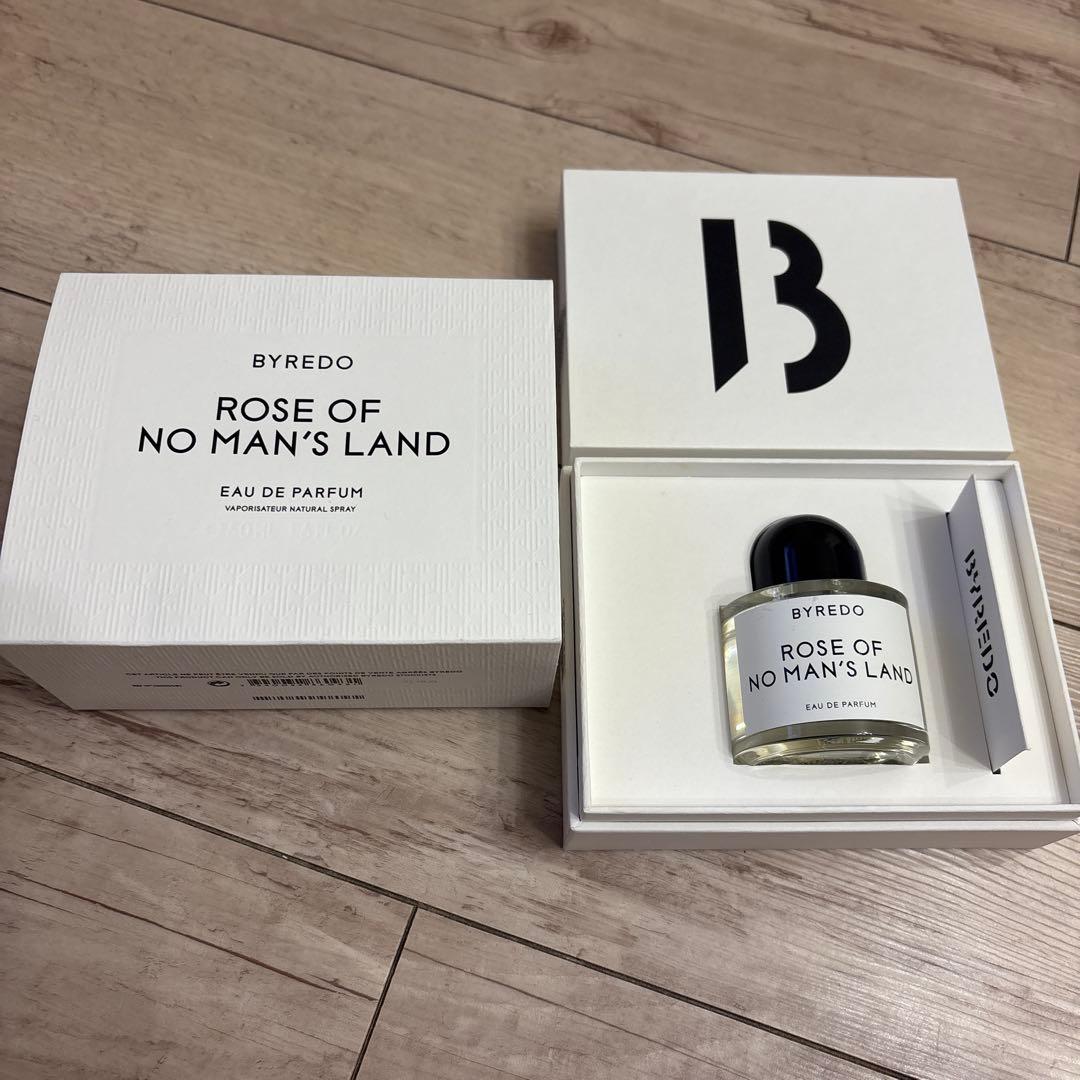 BYREDO
ROSE OF
NO MAN'S LAND
EAU DE PARFUM
VAPORISATEUR NATURAL SPRAY
B
BYREDO
ROSE OF
NO MAN'S LAND
EAU DE PARFUM
BYREDO